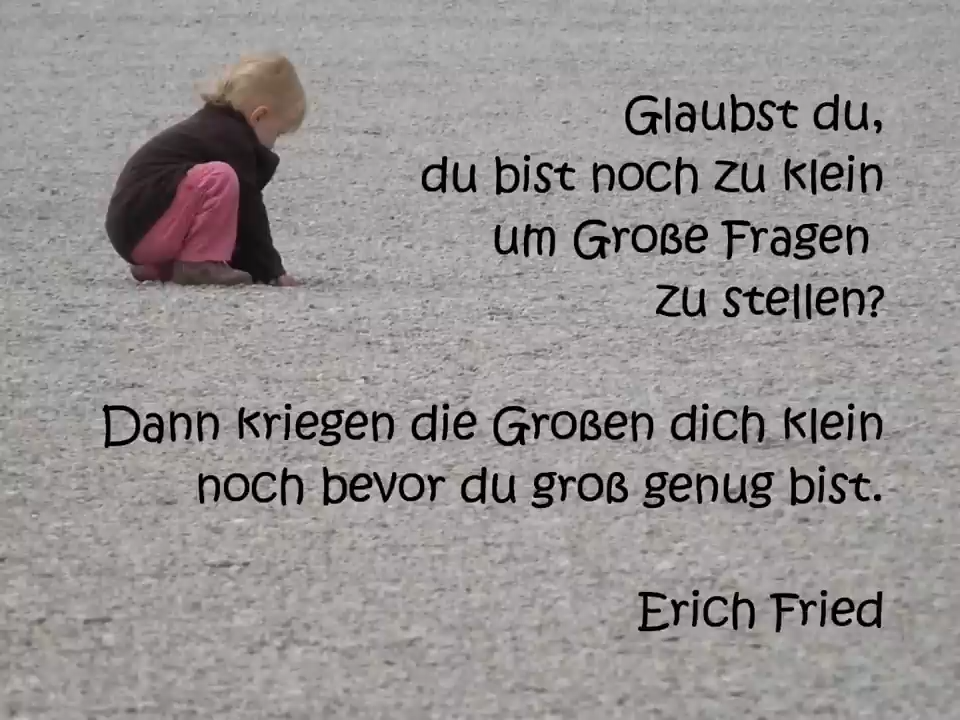 Glaubst du,
du bist noch zu klein
um Große Fragen
zu stellen?
Dann kriegen die Großen dich klein
noch bevor du groß genug bist.
Erich Fried